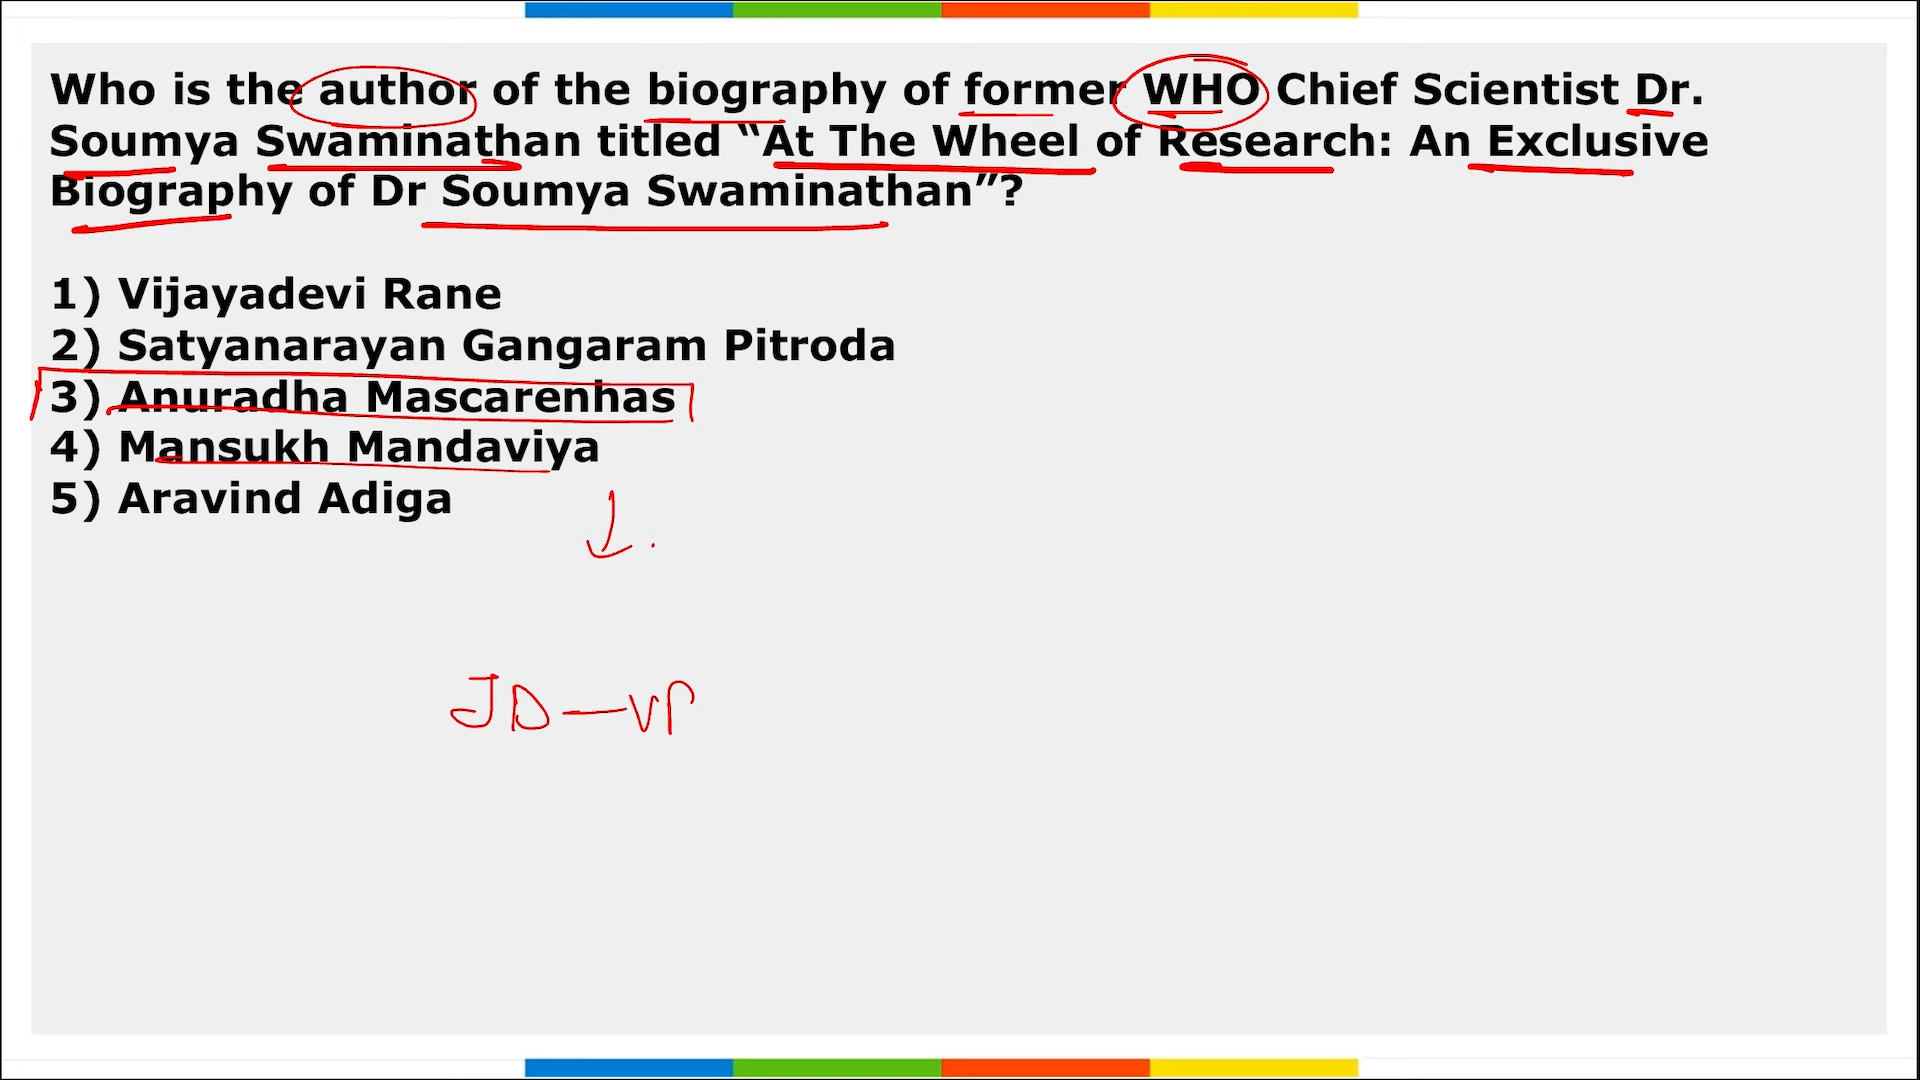 Who is the author of the biography of former WHO Chief Scientist Dr.
Soumya Swaminathan titled “At The Wheel of Research: An Exclusive
Biography of Dr Soumya Swaminathan”?
1) Vijayadevi Rane
2) Satyanarayan Gangaram Pitroda
3) Anuradha Mascarenhas
4) Mansukh Mandaviya
5) Aravind Adiga
JD — VP